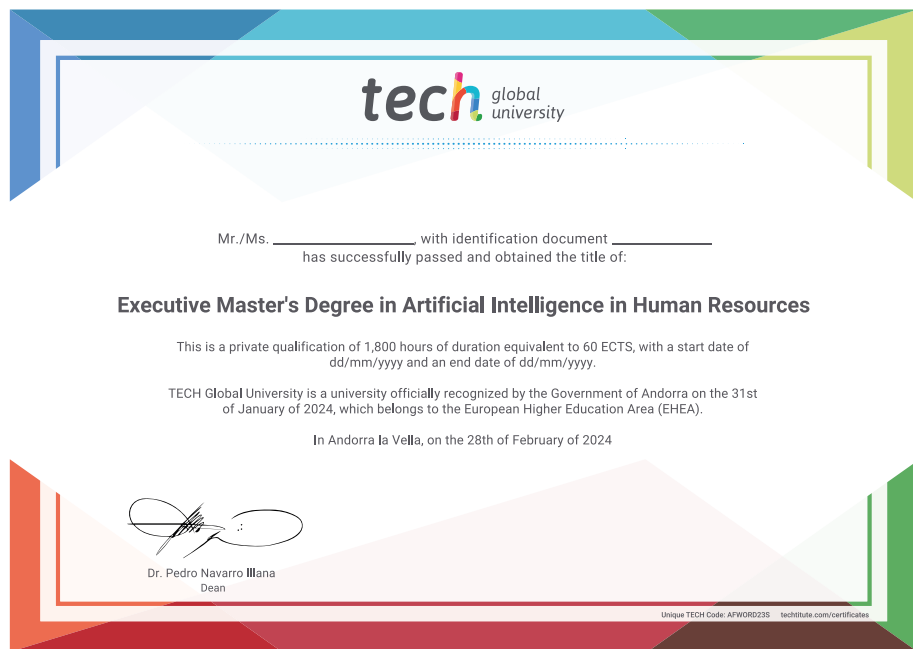 tech global
university
Mr./Ms. ____________, with identification document ____________
has successfully passed and obtained the title of:
Executive Master's Degree in Artificial Intelligence in Human Resources
This is a private qualification of 1,800 hours of duration equivalent to 60 ECTS, with a start date of
dd/mm/yyyy and an end date of dd/mm/yyyy.
TECH Global University is a university officially recognized by the Government of Andorra on the 31st
of January of 2024, which belongs to the European Higher Education Area (EHEA).
In Andorra la Vella, on the 28th of February of 2024
Dr. Pedro Navarro Illana
Dean
Unique TECH Code: AFWORD23S techtitute.com/certificates